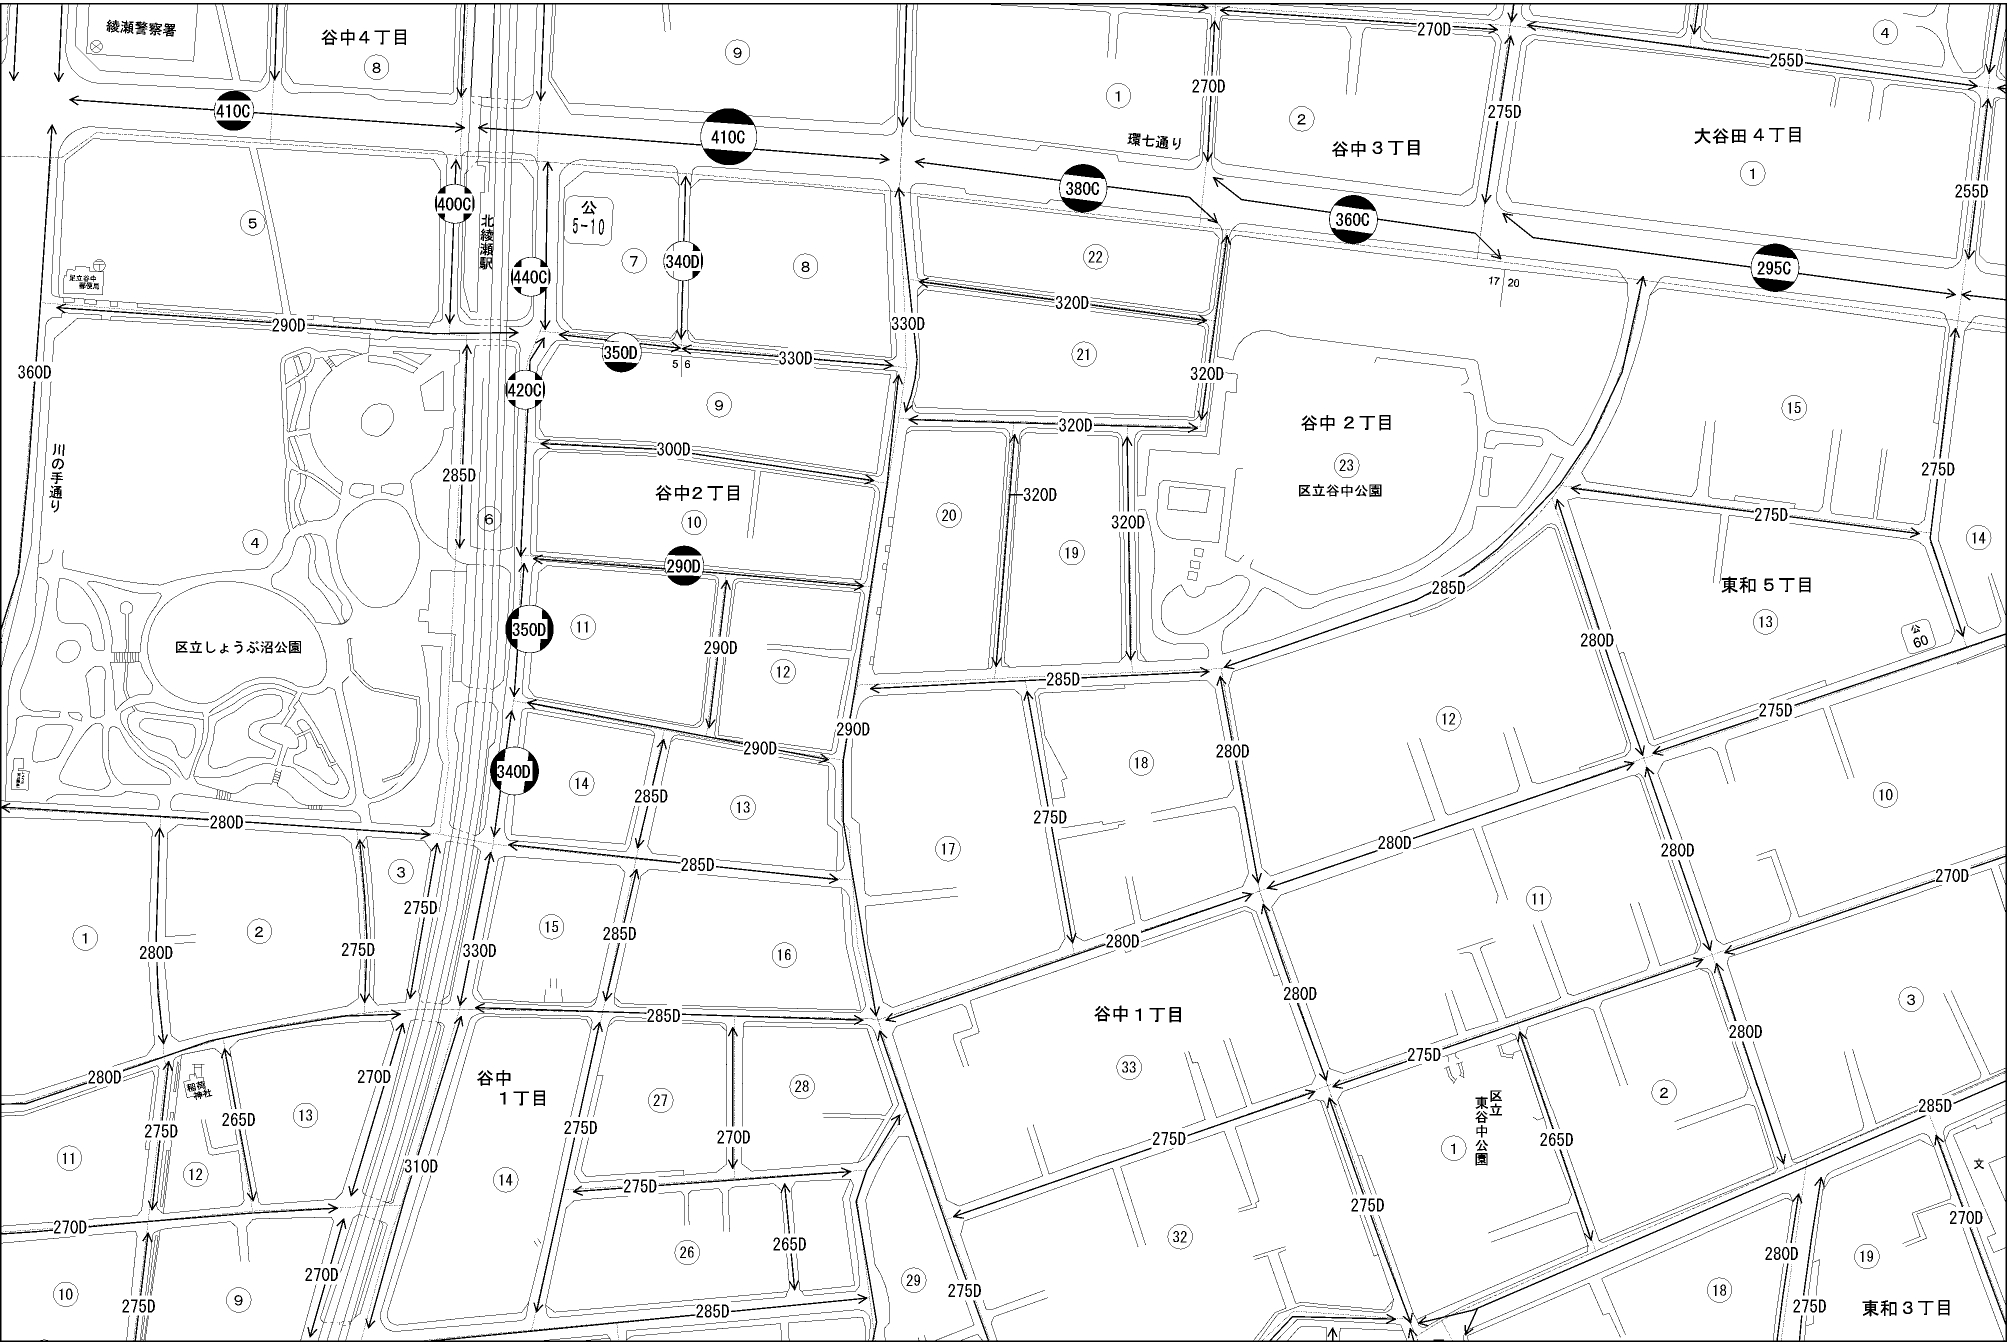 綾瀬警察署
谷中４丁目
8
9
1
2
270D
275D
4
255D
410C
410C
環七通り
270D
谷中３丁目
大谷田４丁目
1
255D
380C
360C
295C
5
400C
北綾瀬駅
440C
公
5-10
7
340D
8
22
17
20
足立谷中
郵便局
290D
350D
330D
5
6
330D
320D
21
320D
360D
420C
9
320D
谷中２丁目
23
区立谷中公園
15
275D
川の手通り
285D
300D
谷中２丁目
10
6
20
320D
19
320D
275D
14
4
290D
285D
東和５丁目
13
公
60
区立しょうぶ沼公園
350D
11
290D
12
280D
285D
290D
275D
12
340D
14
290D
285D
13
280D
18
275D
10
280D
285D
17
280D
280D
3
275D
1
2
280D
275D
330D
15
285D
16
280D
11
270D
280D
285D
谷中１丁目
33
280D
3
275D
280D
270D
谷中
１丁目
27
28
稲荷
神社
13
265D
275D
11
12
275D
270D
275D
区立
東谷中公園
1
265D
2
285D
文
310D
14
275D
270D
26
265D
32
275D
270D
280D
19
10
275D
9
270D
285D
29
275D
18
275D
東和３丁目